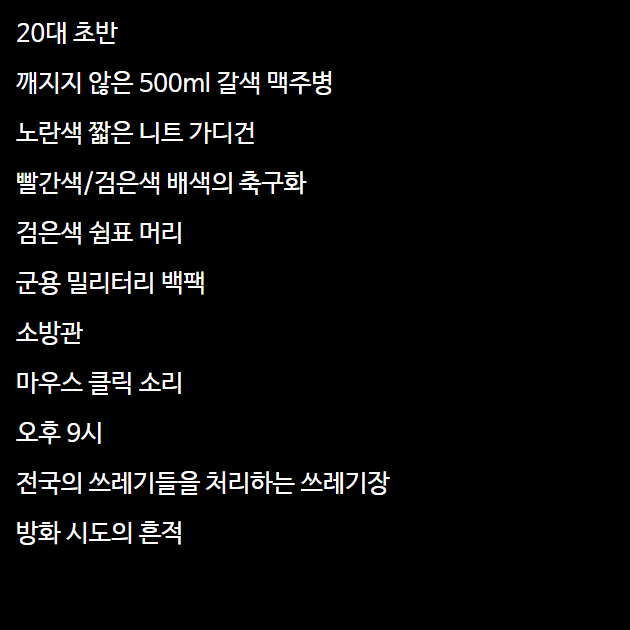 20대 초반
깨지지 않은 500ml 갈색 맥주병
노란색 짧은 니트 가디건
빨간색/검은색 배색의 축구화
검은색 쉼표 머리
군용 밀리터리 백팩
소방관
마우스 클릭 소리
오후 9시
전국의 쓰레기들을 처리하는 쓰레기장
방화 시도의 흔적